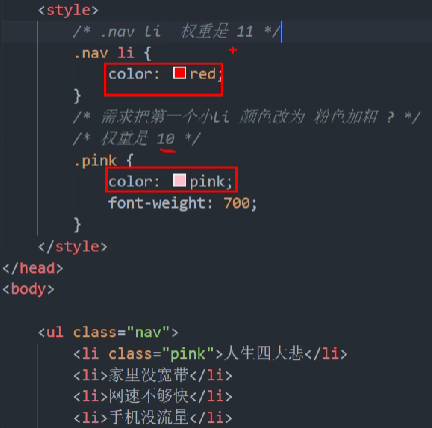 <style>
/* .nav li 权重是 11 */
.nav li {
color: red;
}
/* 需求把第一个小li 颜色改为 粉色加粗 ? */
/* 权重是 10 */
.pink {
color: pink;
font-weight: 700;
}
</style>
</head>
<body>
<ul class="nav">
<li class="pink">人生四大悲</li>
<li>家里没宽带</li>
<li>网速不够快</li>
<li>手机没流量</li>